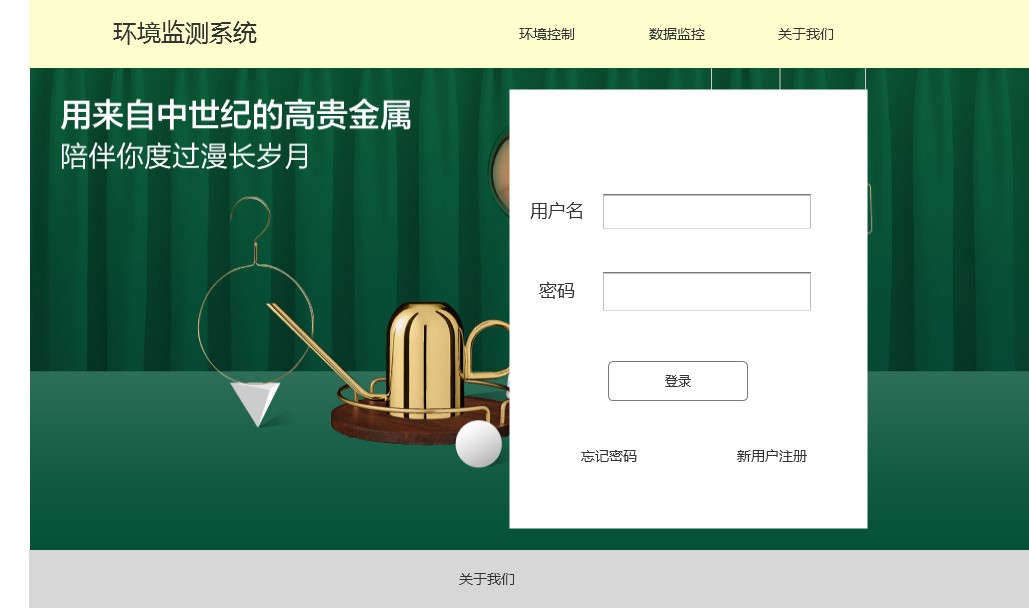 环境监测系统
环境控制
数据监控
关于我们
用来自中世纪的高贵金属
陪伴你度过漫长岁月
用户名
密码
登录
忘记密码
新用户注册
关于我们